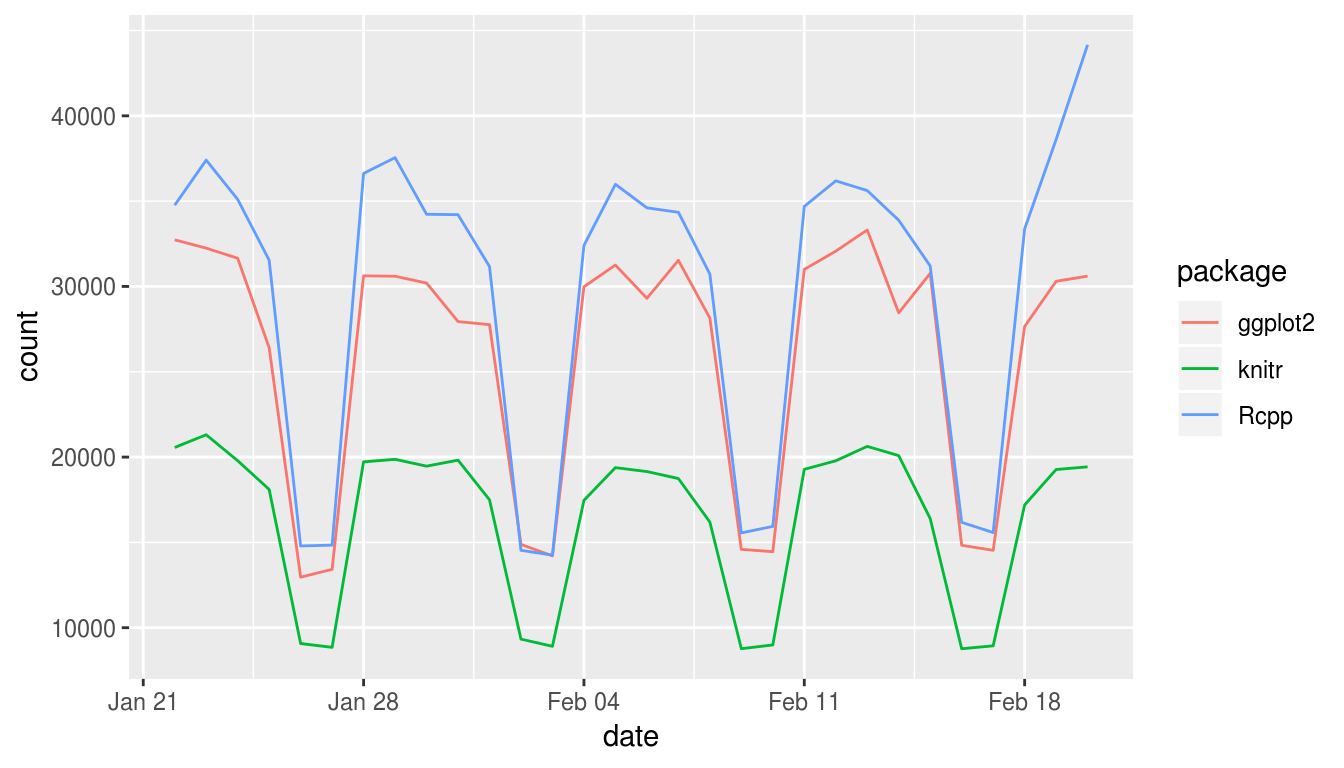 count
40000
30000
20000
10000
Jan 21
Jan 28
Feb 04
Feb 11
Feb 18
date
package
ggplot2
knitr
Rcpp